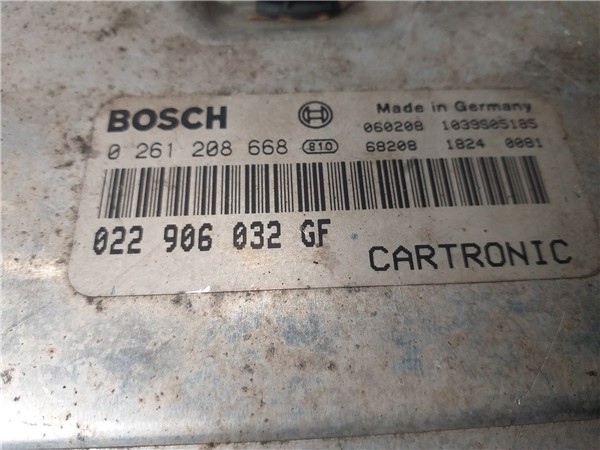 BOSCH Made in Germany
060208 1039S05185
0 261 208 668 810 68208 1824 0081
022 906 032 GF CARTRONIC